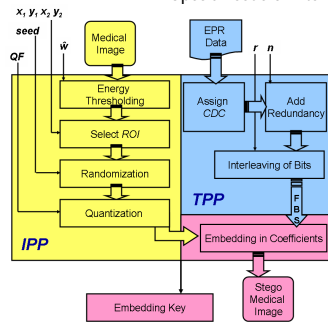 x₁ y₁ x₂ y₂
seed
QF
ŵ
Medical
Image
EPR
Data
r n
Energy
Thresholding
Assign
CDC
Add
Redundancy
Select ROI
Randomization
Interleaving of Bits
Quantization
TPP
FBS
IPP
Embedding in Coefficients
Embedding Key
Stego
Medical
Image